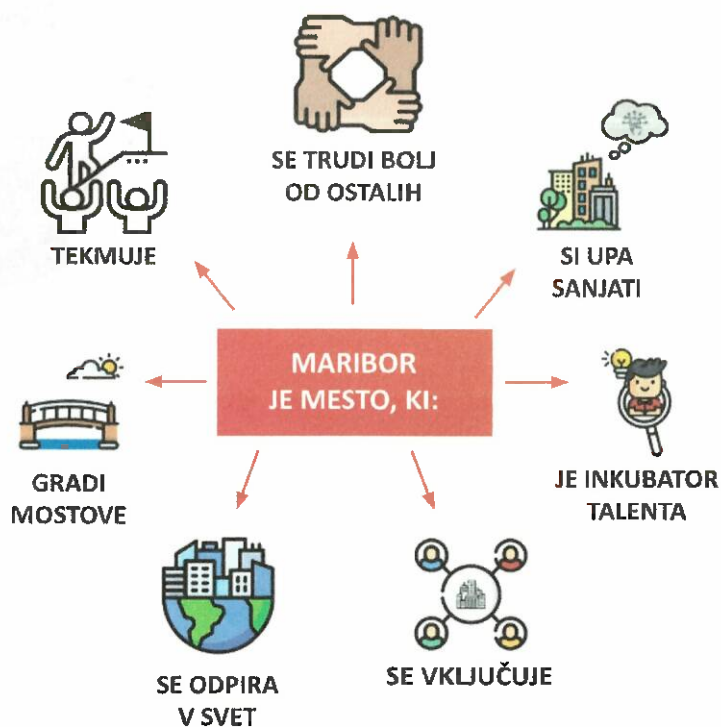 SE TRUDI BOLJ
OD OSTALIH
TEKMUJE
SI UPA
SANJATI
MARIBOR
JE MESTO, KI:
GRADI
MOSTOVE
JE INKUBATOR
TALENTA
SE ODPIRA
V SVET
SE VKLJUČUJE